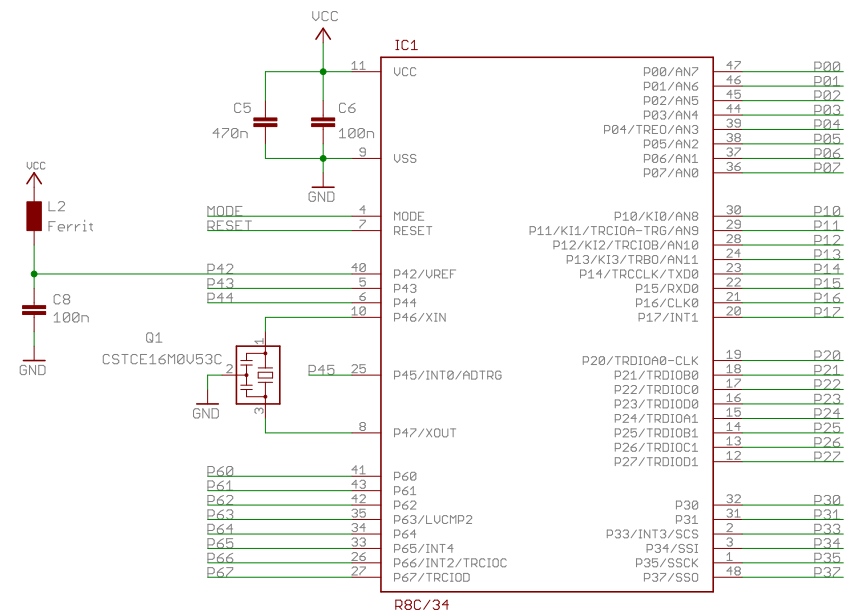 VCC
IC1
11 VCC
C5
470n
C6
100n
9 VSS
GND
VCC
L2
Ferrit
MODE 4 MODE
RESET 7 RESET
P42 40 P42/VREF
P43 5 P43
P44 6 P44
10 P46/XIN
C8
100n
GND
Q1
CSTCE16M0V53C
1
2
3
GND
P45 25 P45/INT0/ADTRG
8 P47/XOUT
P60 41 P60
P61 43 P61
P62 42 P62
P63 35 P63/LVCMP2
P64 34 P64
P65 33 P65/INT4
P66 26 P66/INT2/TRCIOC
P67 27 P67/TRCIOD
P00/AN7 47 P00
P01/AN6 46 P01
P02/AN5 45 P02
P03/AN4 44 P03
P04/TREO/AN3 39 P04
P05/AN2 38 P05
P06/AN1 37 P06
P07/AN0 36 P07
P10/KI0/AN8 30 P10
P11/KI1/TRCIOA-TRG/AN9 29 P11
P12/KI2/TRCIOB/AN10 28 P12
P13/KI3/TRBO/AN11 24 P13
P14/TRCCLK/TXD0 23 P14
P15/RXD0 22 P15
P16/CLK0 21 P16
P17/INT1 20 P17
P20/TRDIOA0-CLK 19 P20
P21/TRDIOB0 18 P21
P22/TRDIOC0 17 P22
P23/TRDIOD0 16 P23
P24/TRDIOA1 15 P24
P25/TRDIOB1 14 P25
P26/TRDIOC1 13 P26
P27/TRDIOD1 12 P27
P30 32 P30
P31 31 P31
P33/INT3/SCS 2 P33
P34/SSI 3 P34
P35/SSCK 1 P35
P37/SSO 48 P37
R8C/34